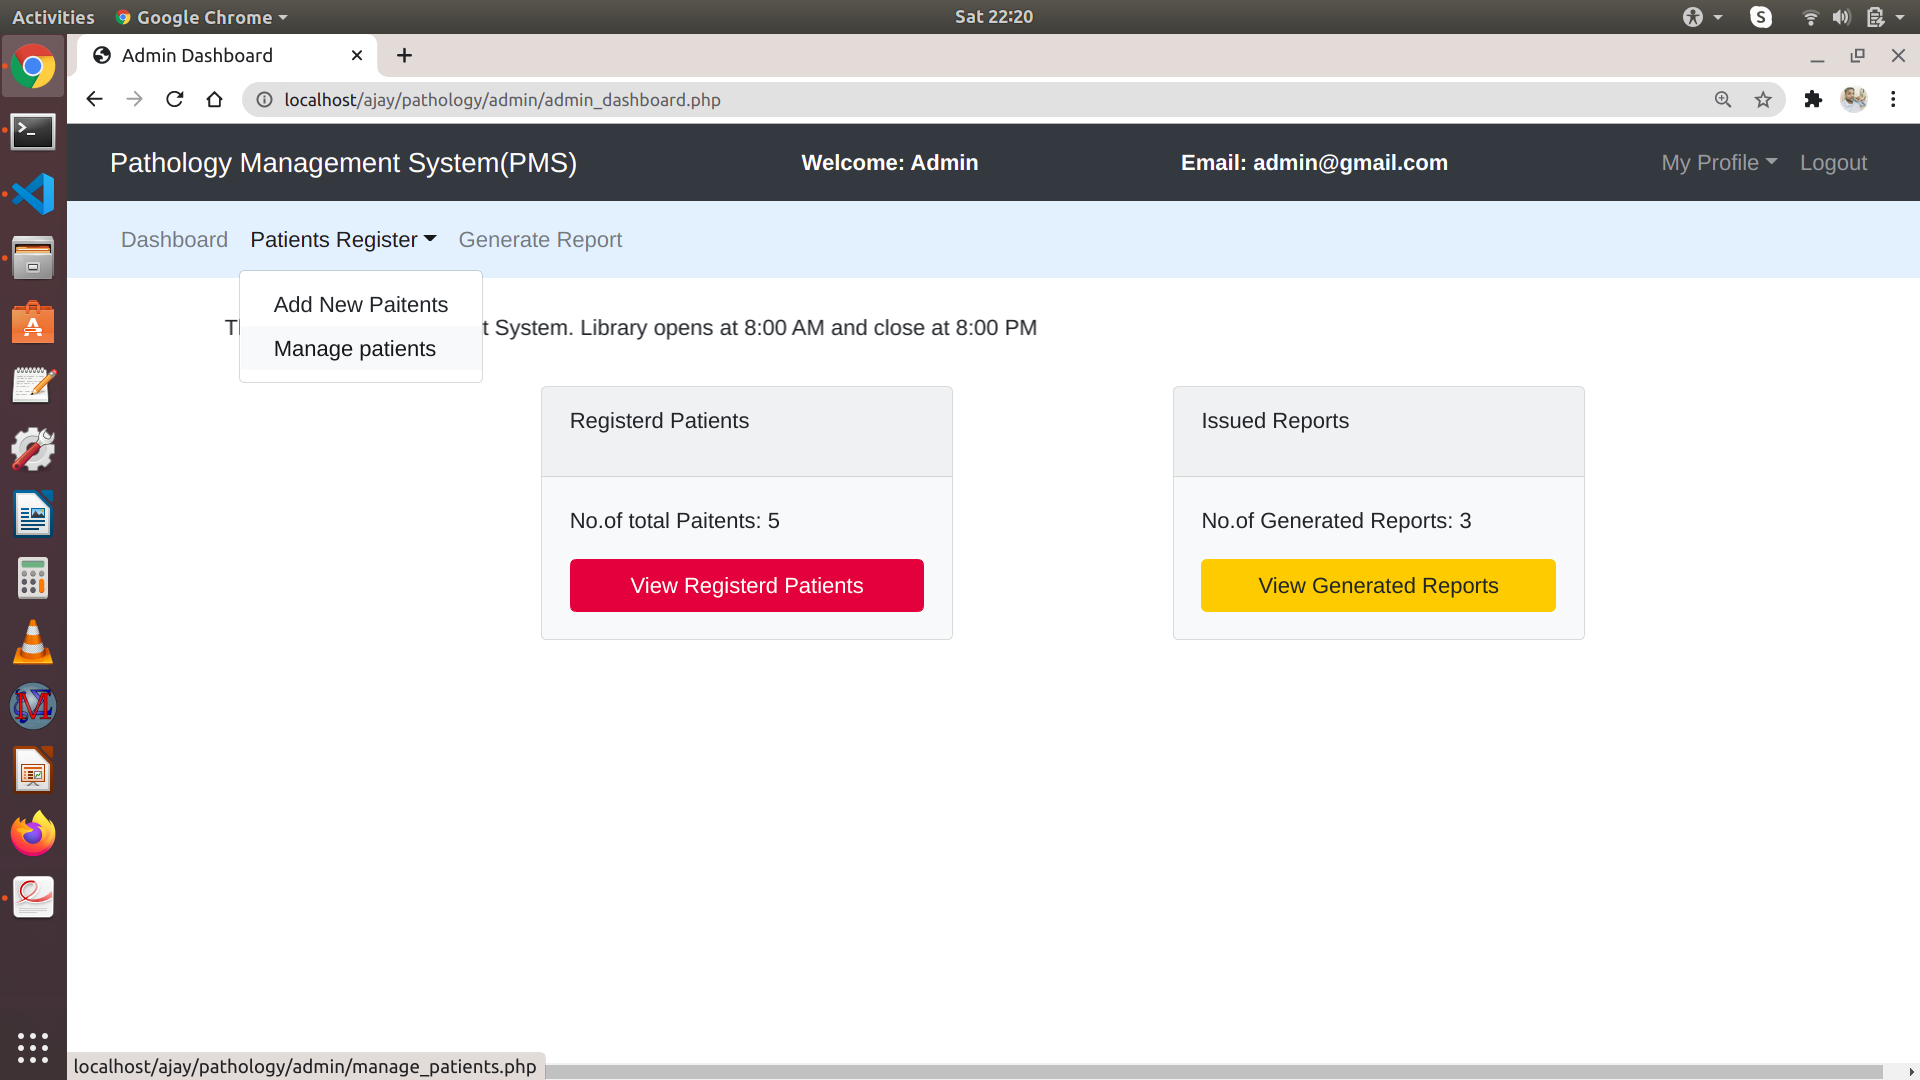 Activities Google Chrome Sat 22:20
Admin Dashboard
localhost/ajay/pathology/admin/admin_dashboard.php
Pathology Management System(PMS) Welcome: Admin Email: admin@gmail.com My Profile Logout
Dashboard Patients Register Generate Report
Add New Paitents
t System. Library opens at 8:00 AM and close at 8:00 PM
Manage patients
Registerd Patients
No.of total Paitents: 5
View Registerd Patients
Issued Reports
No.of Generated Reports: 3
View Generated Reports
localhost/ajay/pathology/admin/manage_patients.php